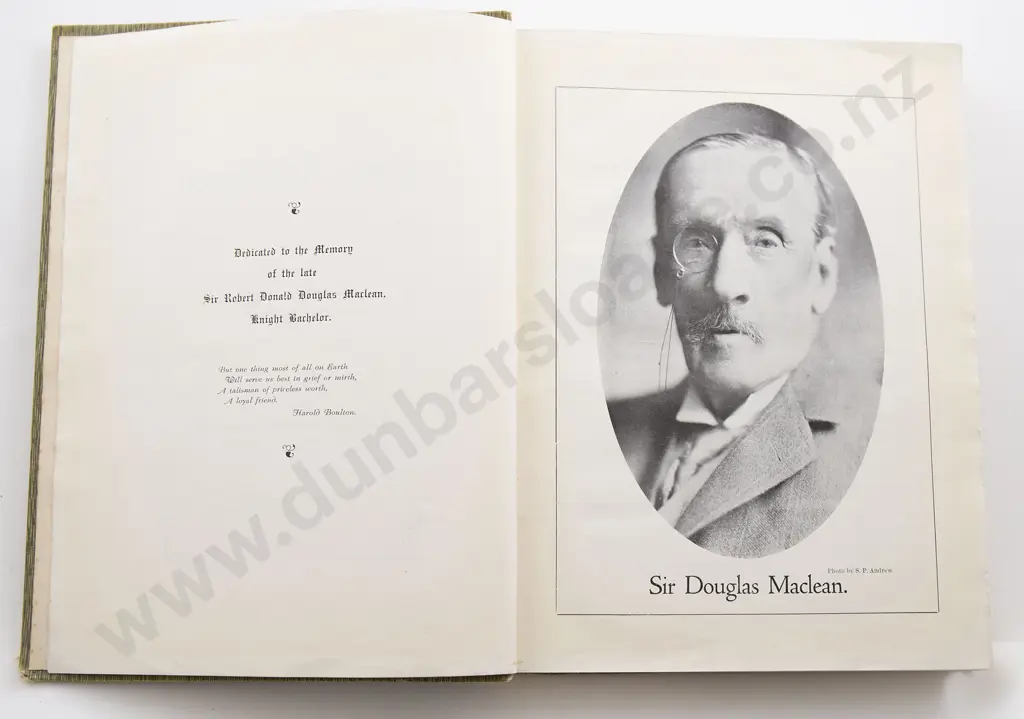 Dedicated to the Memory
of the late
Sir Robert Donald Douglas Maclean,
Knight Bachelor.
But one thing most of all on Earth
Will serve us best in grief or mirth,
A talisman of priceless worth,
A loyal friend.
Harold Boulton.
Photo by S. P. Andrew
Sir Douglas Maclean.
www.dunbarsloane.co.nz